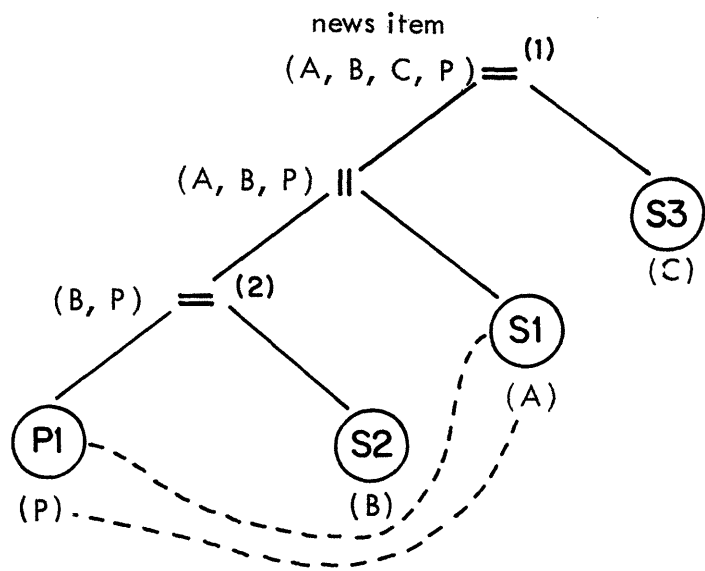 news item
(1)
(A, B, C, P) =
(A, B, P) ||
S3
(C)
(B, P) = (2)
S1
(A)
P1
S2
(P)
(B)